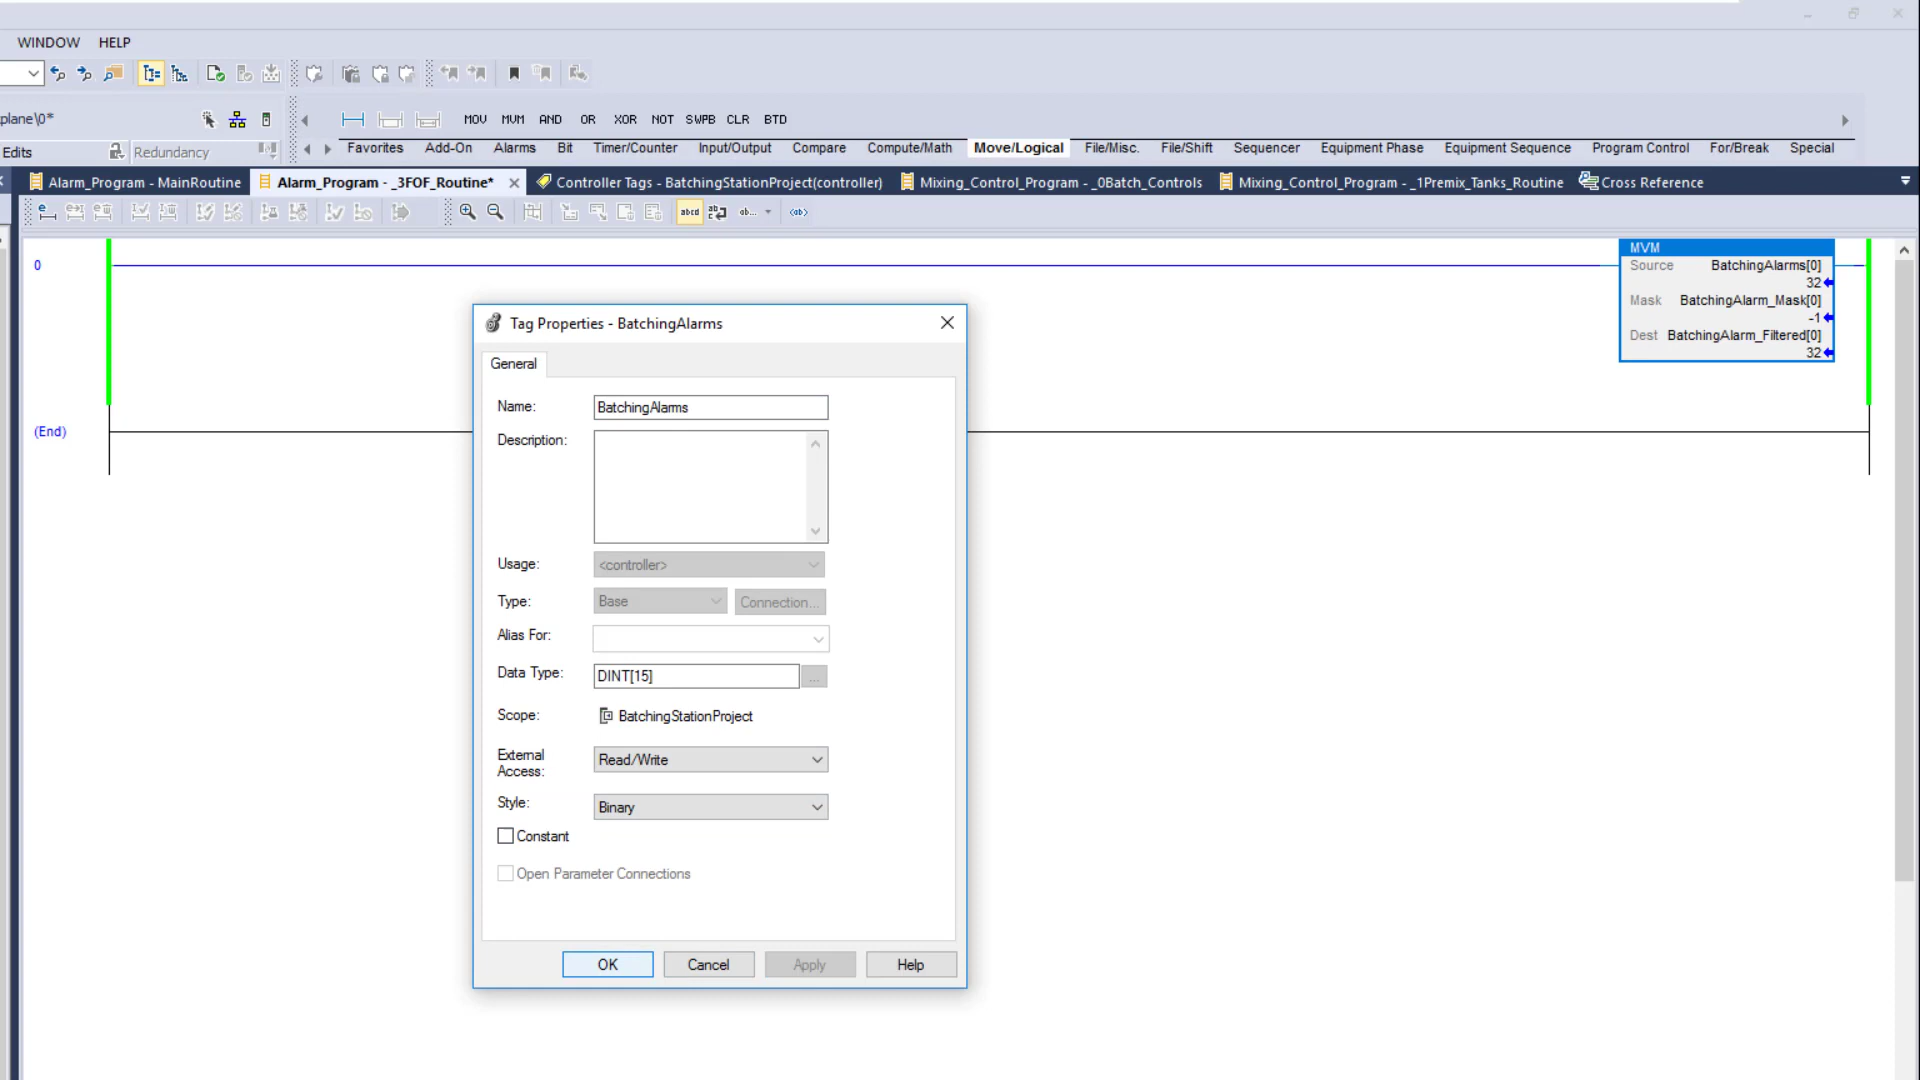 WINDOW HELP
plane\0*
MOV MVM AND OR XOR NOT SWPB CLR BTD
Edits Redundancy Favorites Add-On Alarms Bit Timer/Counter Input/Output Compare Compute/Math Move/Logical File/Misc. File/Shift Sequencer Equipment Phase Equipment Sequence Program Control For/Break Special
Alarm_Program - MainRoutine Alarm_Program - _3FOF_Routine* Controller Tags - BatchingStationProject(controller) Mixing_Control_Program - _0Batch_Controls Mixing_Control_Program - _1Premix_Tanks_Routine Cross Reference
abcd ab... <ab>
MVM
0 Source BatchingAlarms[0]
32
Mask BatchingAlarm_Mask[0]
-1
Dest BatchingAlarm_Filtered[0]
32
(End)
Tag Properties - BatchingAlarms
General
Name: BatchingAlarms
Description:
Usage: <controller>
Type: Base Connection...
Alias For:
Data Type: DINT[15] ...
Scope: BatchingStationProject
External
Access: Read/Write
Style: Binary
Constant
Open Parameter Connections
OK Cancel Apply Help